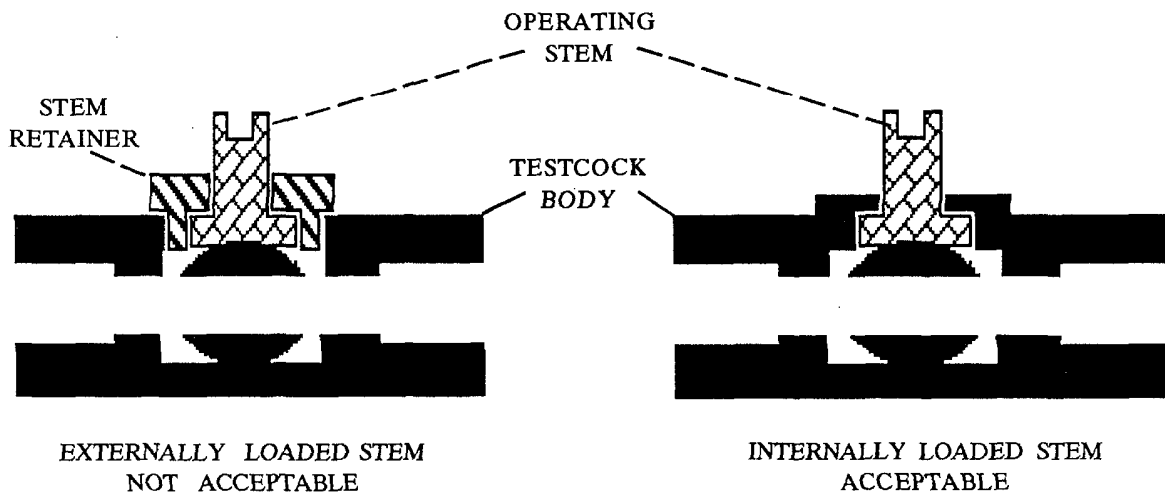 OPERATING
STEM
STEM
RETAINER
TESTCOCK
BODY
EXTERNALLY LOADED STEM
NOT ACCEPTABLE
INTERNALLY LOADED STEM
ACCEPTABLE